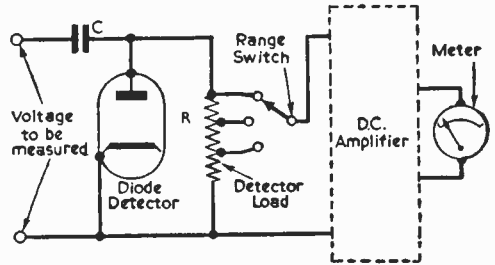 C
Range
Switch
Meter
Voltage
to be
measured
R
D.C.
Amplifier
Diode
Detector
Detector
Load